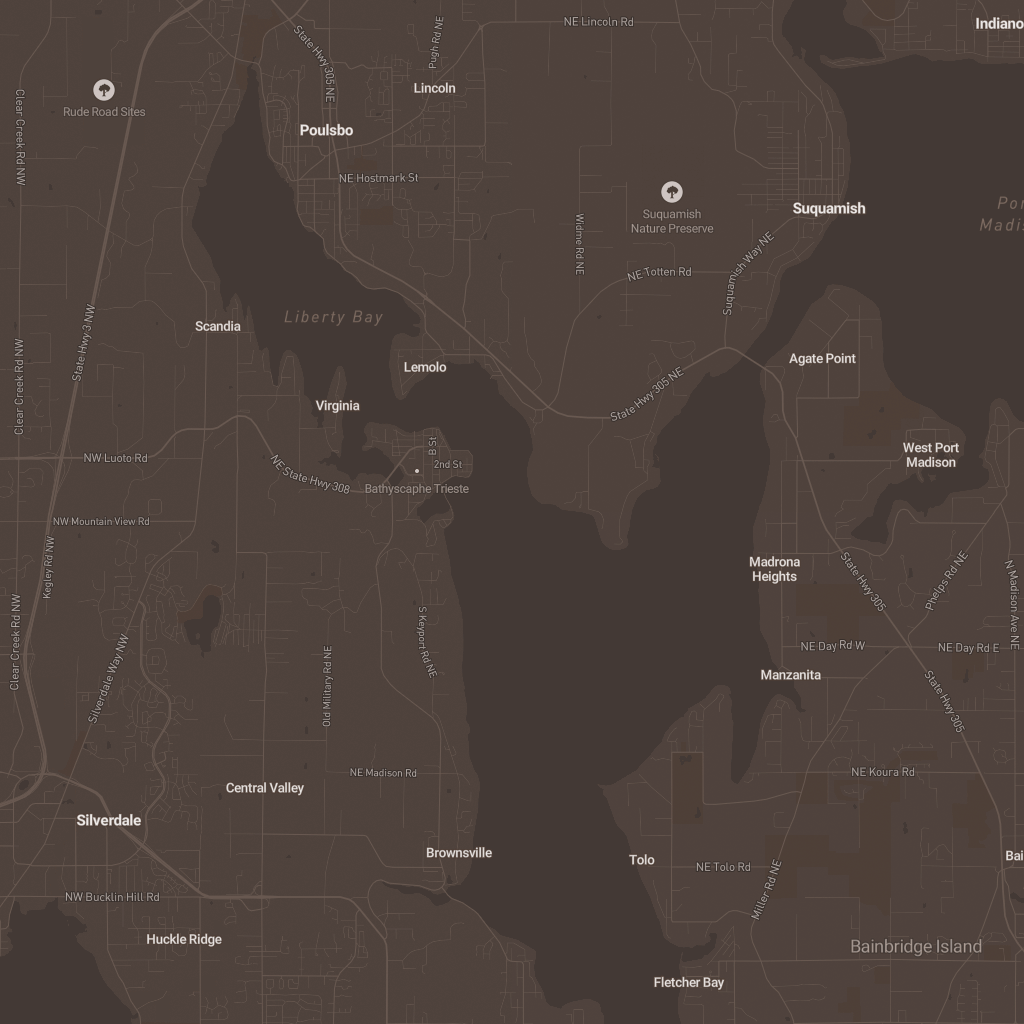 NE Lincoln Rd
Indiano
State Hwy 305 NE
Pugh Rd NE
Lincoln
Rude Road Sites
Clear Creek Rd NW
Poulsbo
NE Hostmark St
Suquamish
Nature Preserve
Suquamish
Por
Madis
Widme Rd NE
Suquamish Way NE
NE Totten Rd
Liberty Bay
Scandia
State Hwy 3 NW
Clear Creek Rd NW
Lemolo
Agate Point
State Hwy 305 NE
Virginia
B St
2nd St
West Port
Madison
NW Luoto Rd
NE State Hwy 308
Bathyscaphe Trieste
NW Mountain View Rd
Kegley Rd NW
Madrona
Heights
State Hwy 305
Phelps Rd NE
N Madison Ave NE
Clear Creek Rd NW
Silverdale Way NW
S Keyport Rd NE
Old Military Rd NE
NE Day Rd W
NE Day Rd E
Manzanita
State Hwy 305
NE Madison Rd
NE Koura Rd
Central Valley
Silverdale
Brownsville
Tolo
NE Tolo Rd
Bai
Miller Rd NE
NW Bucklin Hill Rd
Huckle Ridge
Bainbridge Island
Fletcher Bay